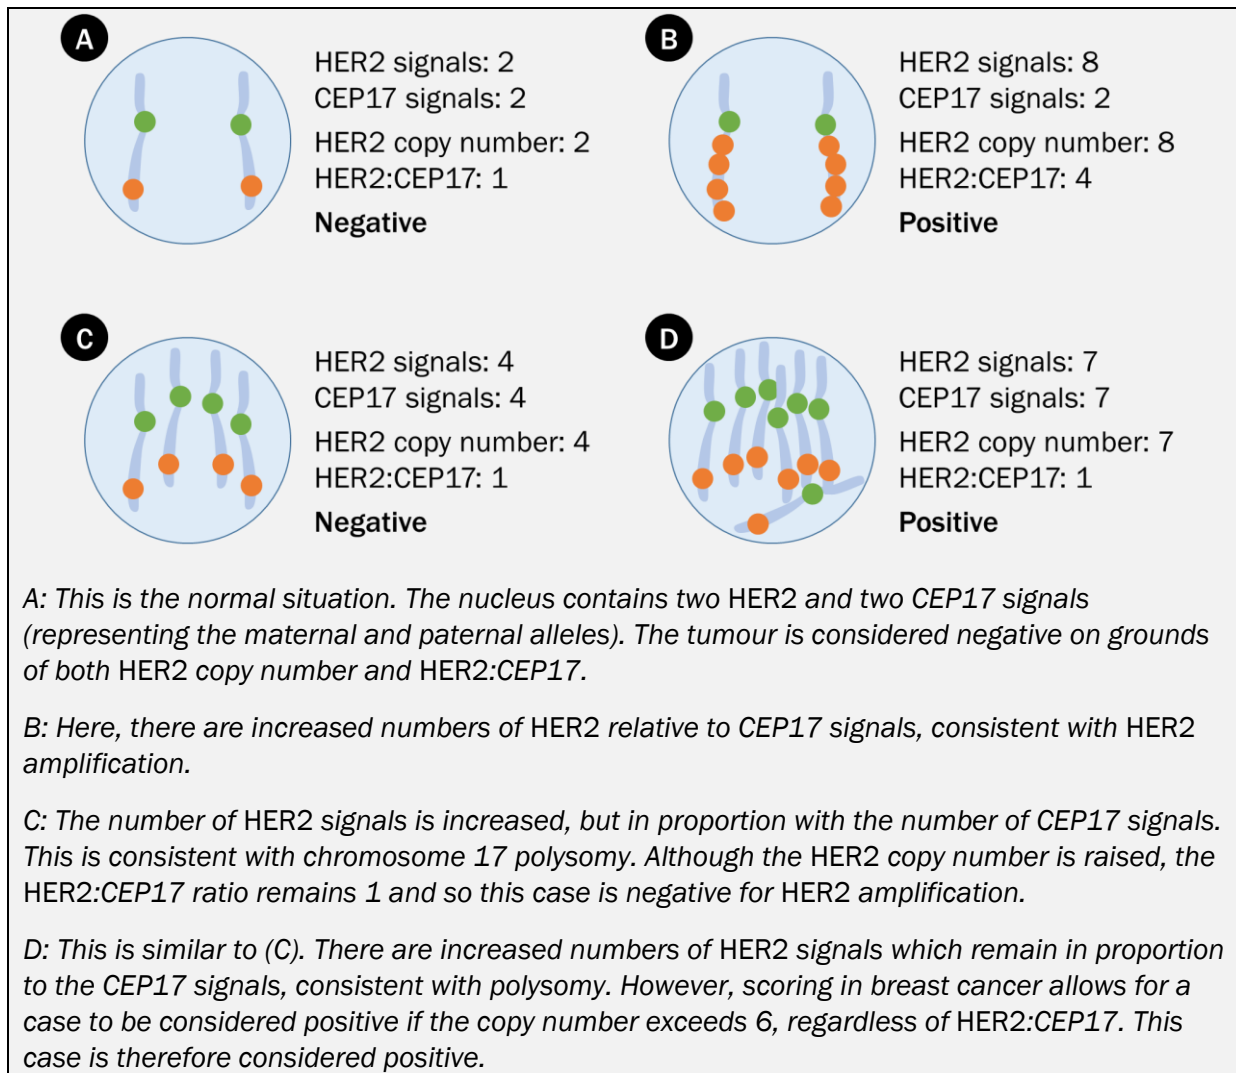 A
HER2 signals: 2
CEP17 signals: 2
HER2 copy number: 2
HER2:CEP17: 1
Negative
B
HER2 signals: 8
CEP17 signals: 2
HER2 copy number: 8
HER2:CEP17: 4
Positive
C
HER2 signals: 4
CEP17 signals: 4
HER2 copy number: 4
HER2:CEP17: 1
Negative
D
HER2 signals: 7
CEP17 signals: 7
HER2 copy number: 7
HER2:CEP17: 1
Positive
A: This is the normal situation. The nucleus contains two HER2 and two CEP17 signals
(representing the maternal and paternal alleles). The tumour is considered negative on grounds
of both HER2 copy number and HER2:CEP17.
B: Here, there are increased numbers of HER2 relative to CEP17 signals, consistent with HER2
amplification.
C: The number of HER2 signals is increased, but in proportion with the number of CEP17 signals.
This is consistent with chromosome 17 polysomy. Although the HER2 copy number is raised, the
HER2:CEP17 ratio remains 1 and so this case is negative for HER2 amplification.
D: This is similar to (C). There are increased numbers of HER2 signals which remain in proportion
to the CEP17 signals, consistent with polysomy. However, scoring in breast cancer allows for a
case to be considered positive if the copy number exceeds 6, regardless of HER2:CEP17. This
case is therefore considered positive.